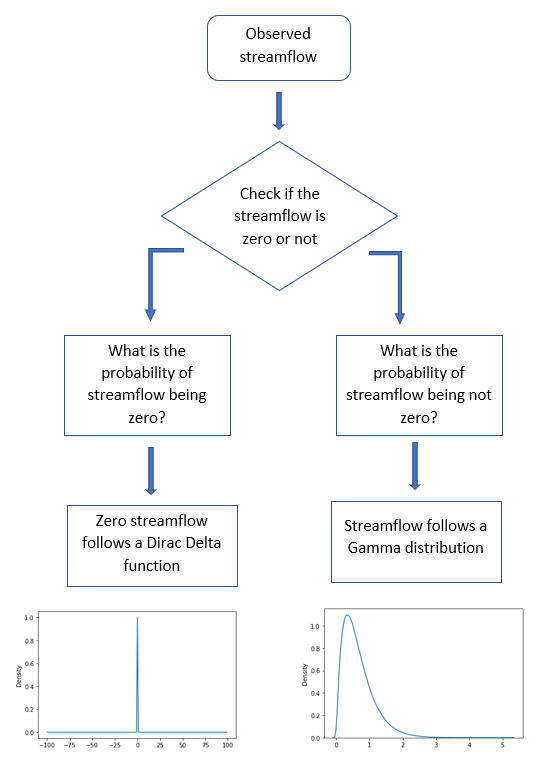 Observed
streamflow
Check if the
streamflow is
zero or not
What is the
probability of
streamflow being
zero?
What is the
probability of
streamflow being not
zero?
Zero streamflow
follows a Dirac Delta
function
Streamflow follows a
Gamma distribution
Density
1.0
0.8
0.6
0.4
0.2
0.0
−100 −75 −50 −25 0 25 50 75 100
Density
1.0
0.8
0.6
0.4
0.2
0.0
0 1 2 3 4 5